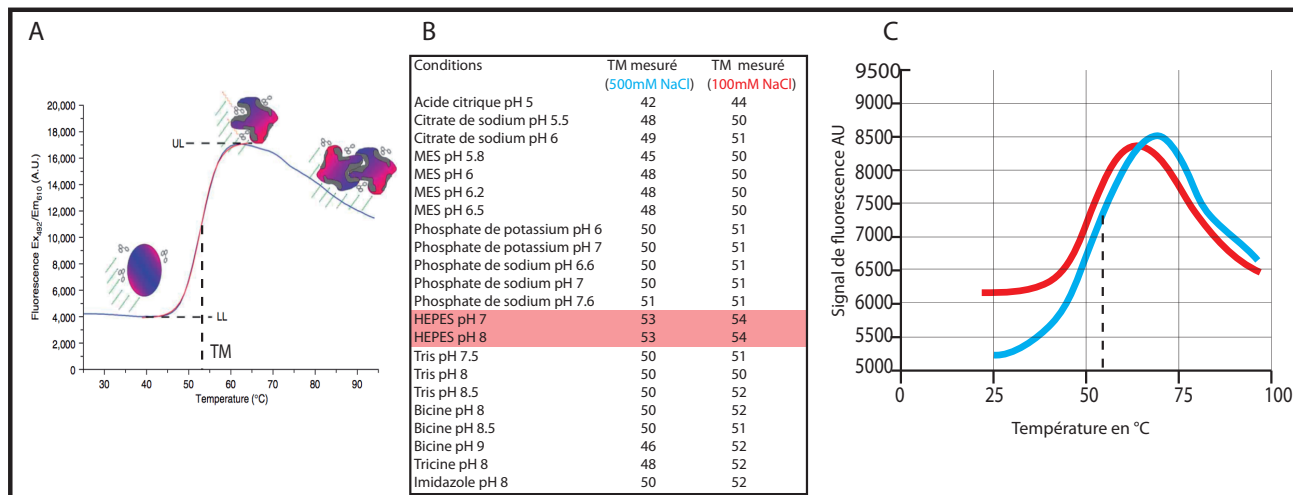 A
Fluorescence Ex492/Em610 (A.U.)
20,000
18,000
16,000
14,000
12,000
10,000
8,000
6,000
4,000
2,000
0
UL
LL
TM
30 40 50 60 70 80 90
Temperature (°C)
B
Conditions TM mesuré TM mesuré
(500mM NaCl) (100mM NaCl)
Acide citrique pH 5 42 44
Citrate de sodium pH 5.5 48 50
Citrate de sodium pH 6 49 51
MES pH 5.8 45 50
MES pH 6 48 50
MES pH 6.2 48 50
MES pH 6.5 48 50
Phosphate de potassium pH 6 50 51
Phosphate de potassium pH 7 50 51
Phosphate de sodium pH 6.6 50 51
Phosphate de sodium pH 7 50 51
Phosphate de sodium pH 7.6 51 51
HEPES pH 7 53 54
HEPES pH 8 53 54
Tris pH 7.5 50 51
Tris pH 8 50 50
Tris pH 8.5 50 52
Bicine pH 8 50 52
Bicine pH 8.5 50 51
Bicine pH 9 46 52
Tricine pH 8 48 52
Imidazole pH 8 50 52
C
Signal de fluorescence AU
9500
9000
8500
8000
7500
7000
6500
6000
5500
5000
0 25 50 75 100
Température en °C